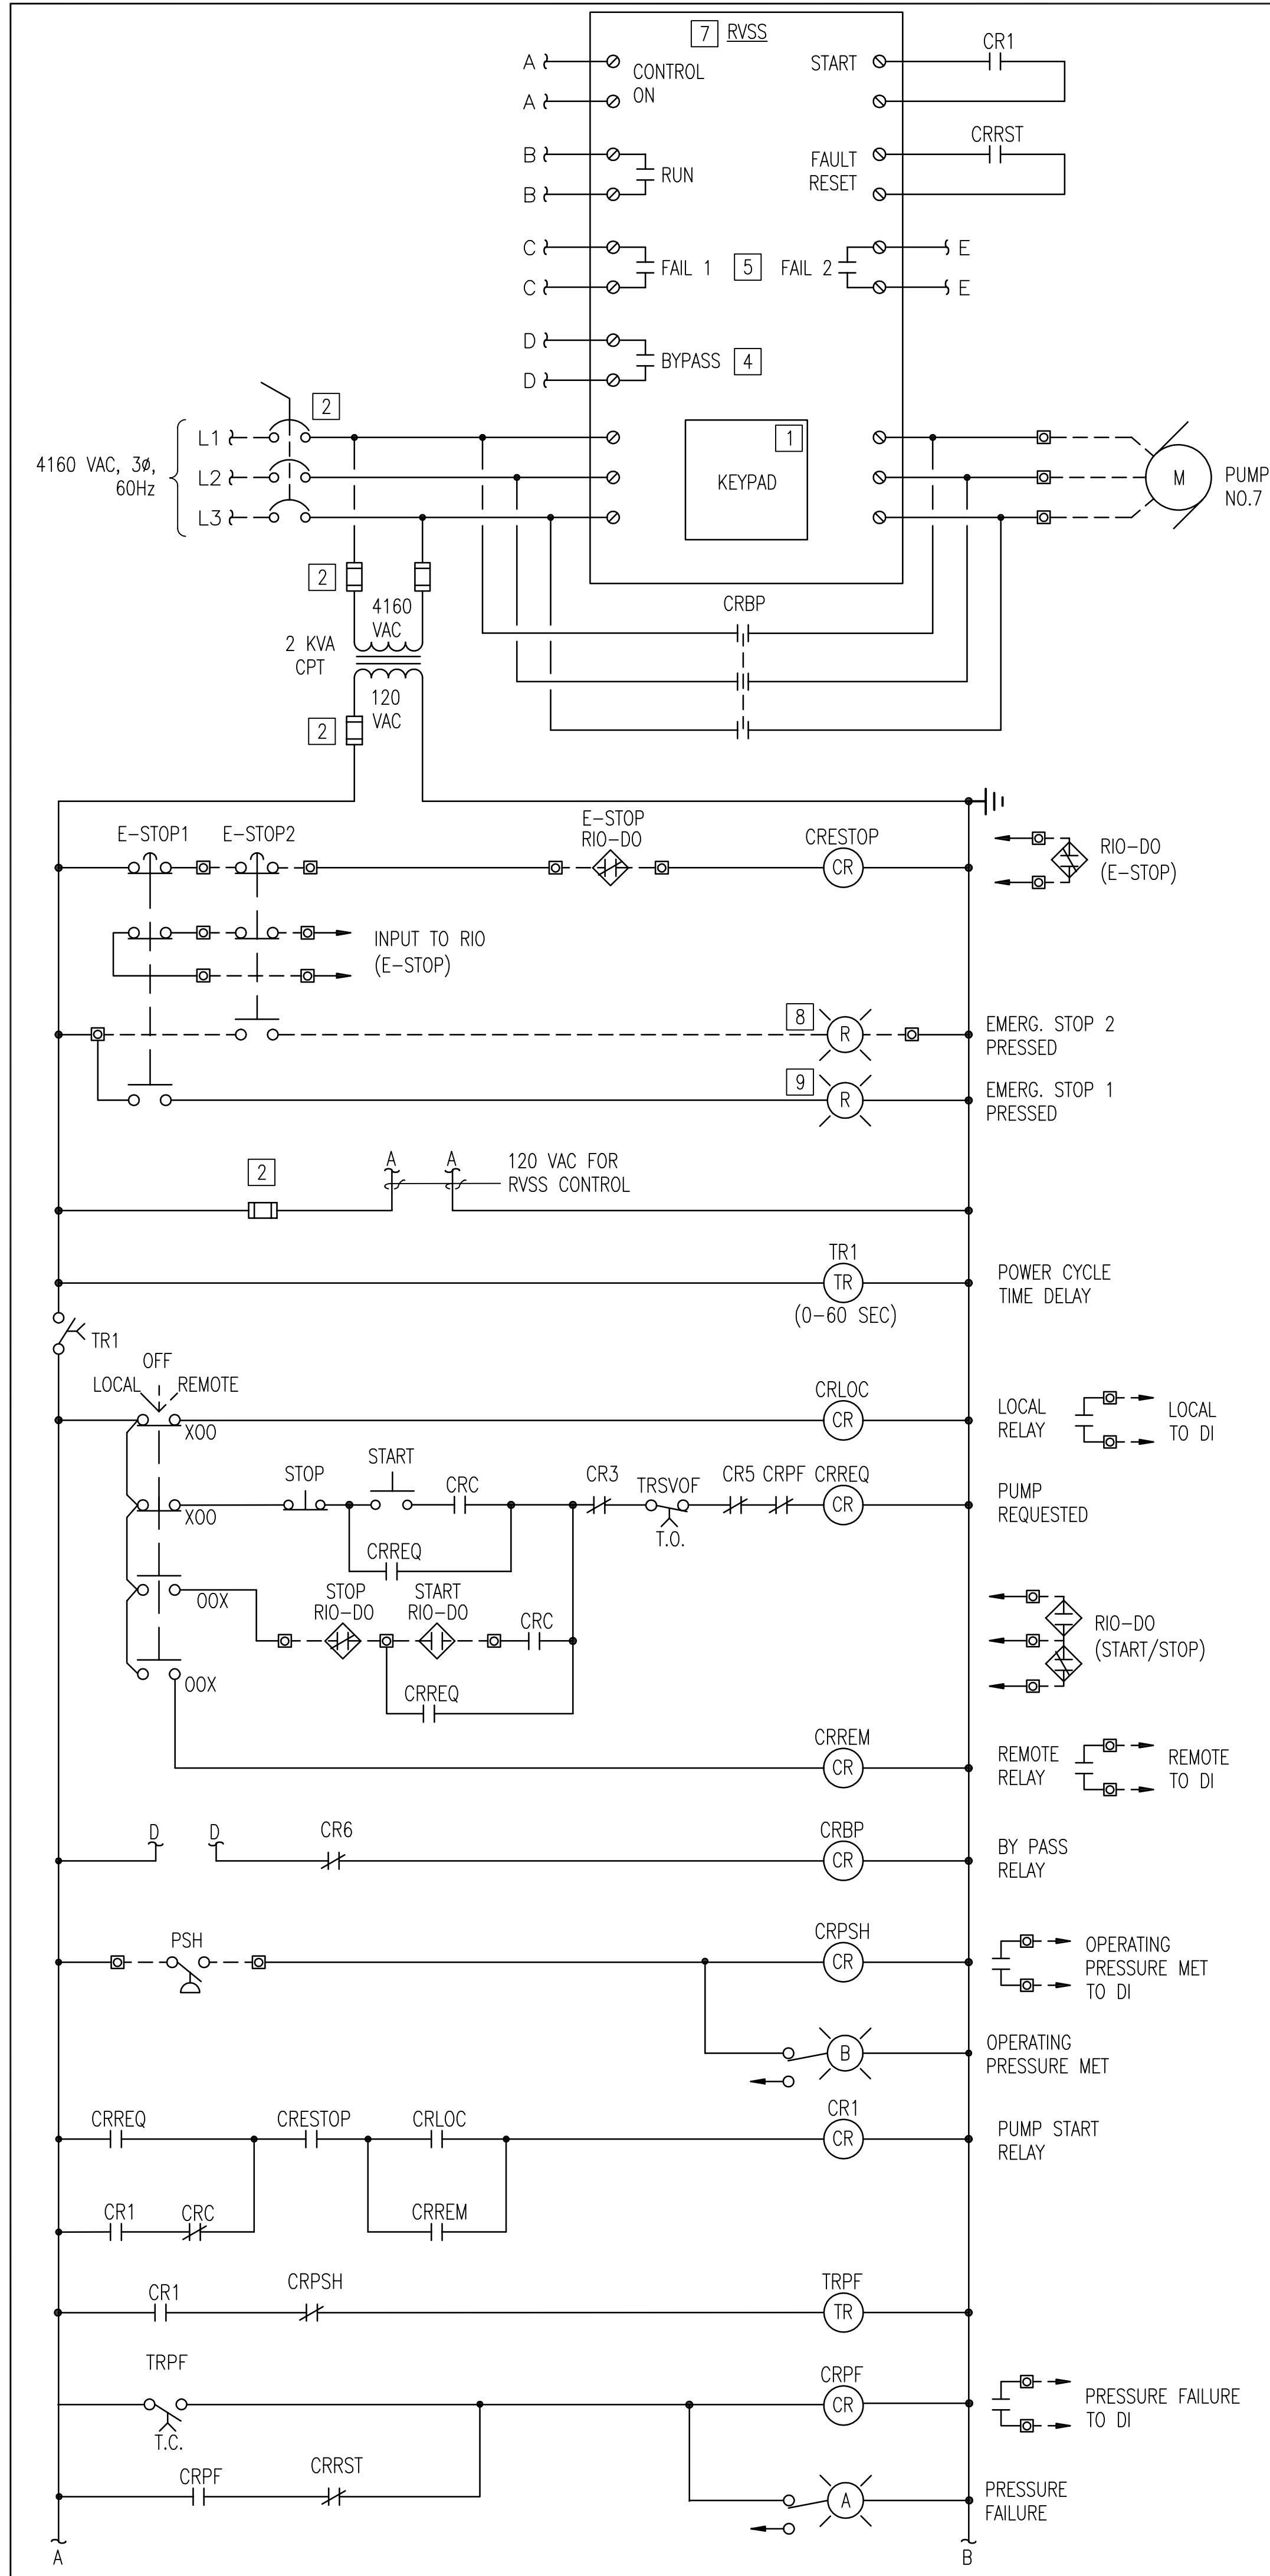 7 RVSS
A
CONTROL
ON
A
START
CR1
B
RUN
B
FAULT
RESET
CRRST
C
FAIL 1
5
FAIL 2
E
C
E
D
BYPASS
4
D
2
4160 VAC, 3ø,
60Hz
L1
L2
L3
1
KEYPAD
M
PUMP
NO.7
2
4160
VAC
2 KVA
CPT
120
VAC
2
CRBP
E-STOP1
E-STOP2
E-STOP
RIO-DO
CRESTOP
CR
RIO-DO
(E-STOP)
INPUT TO RIO
(E-STOP)
8
R
EMERG. STOP 2
PRESSED
9
R
EMERG. STOP 1
PRESSED
2
A
A
120 VAC FOR
RVSS CONTROL
TR1
TR
(0-60 SEC)
POWER CYCLE
TIME DELAY
TR1
OFF
LOCAL
REMOTE
XOO
CRLOC
CR
LOCAL
RELAY
LOCAL
TO DI
XOO
STOP
START
CRC
CR3
TRSVOF
T.O.
CR5
CRPF
CRREQ
CR
PUMP
REQUESTED
CRREQ
OOX
STOP
RIO-DO
START
RIO-DO
CRC
RIO-DO
(START/STOP)
OOX
CRREQ
CRREM
CR
REMOTE
RELAY
REMOTE
TO DI
D
D
CR6
CRBP
CR
BY PASS
RELAY
PSH
CRPSH
CR
OPERATING
PRESSURE MET
TO DI
B
OPERATING
PRESSURE MET
CRREQ
CRESTOP
CRLOC
CR1
CR
PUMP START
RELAY
CR1
CRC
CRREM
CR1
CRPSH
TRPF
TR
TRPF
T.C.
CRPF
CR
PRESSURE FAILURE
TO DI
CRPF
CRRST
A
PRESSURE
FAILURE
A
B